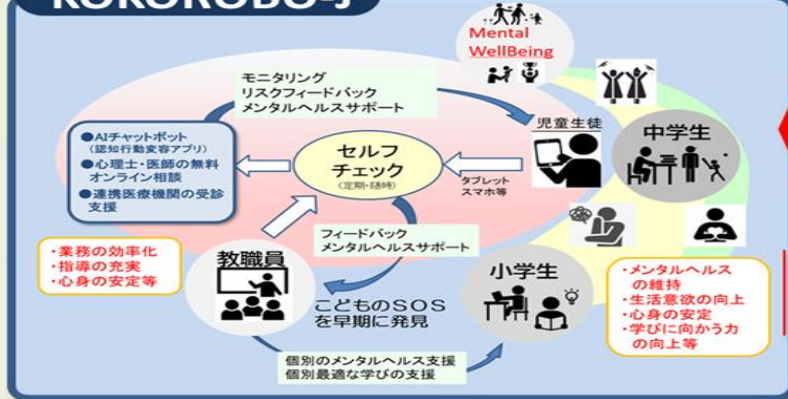 KOKOROBO-J
Mental
WellBeing
モニタリング
リスクフィードバック
メンタルヘルスサポート
児童生徒
中学生
●AIチャットボット
(認知行動変容アプリ)
●心理士・医師の無料
オンライン相談
●連携医療機関の受診
支援
セルフ
チェック
(定期・随時)
タブレット
スマホ等
フィードバック
メンタルヘルスサポート
・業務の効率化
・指導の充実
・心身の安定等
教職員
こどものSOS
を早期に発見
小学生
・メンタルヘルス
の維持
・生活意欲の向上
・心身の安定
・学びに向かう力
の向上等
個別のメンタルヘルス支援
個別最適な学びの支援